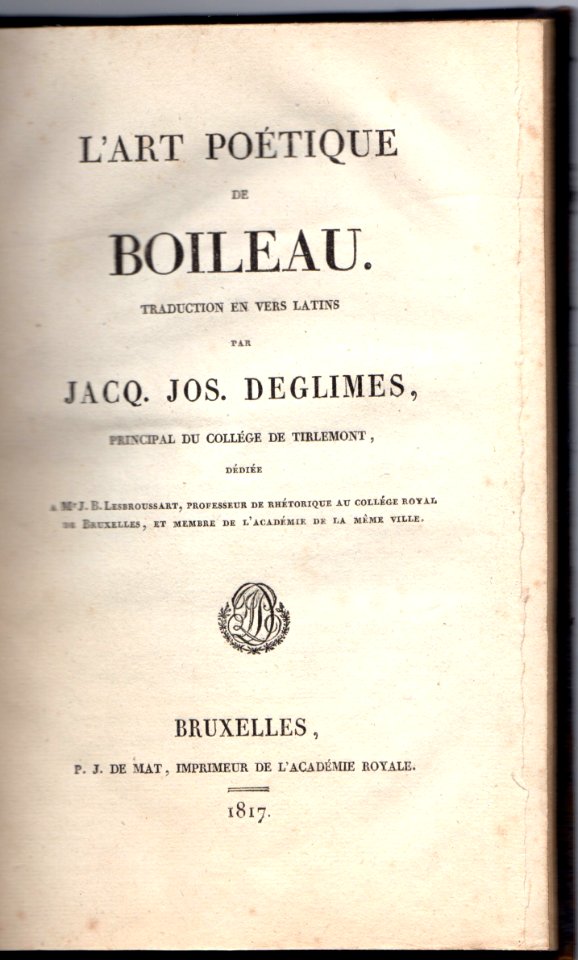 L'ART POÉTIQUE
DE
BOILEAU.
TRADUCTION EN VERS LATINS
PAR
JACQ. JOS. DEGLIMES,
PRINCIPAL DU COLLÉGE DE TIRLEMONT,
DÉDIÉE
A Mr J. B. LESBROUSSART, PROFESSEUR DE RHÉTORIQUE AU COLLÉGE ROYAL
DE BRUXELLES, ET MEMBRE DE L'ACADÉMIE DE LA MÊME VILLE.
BRUXELLES,
P. J. DE MAT, IMPRIMEUR DE L'ACADÉMIE ROYALE.
1817.